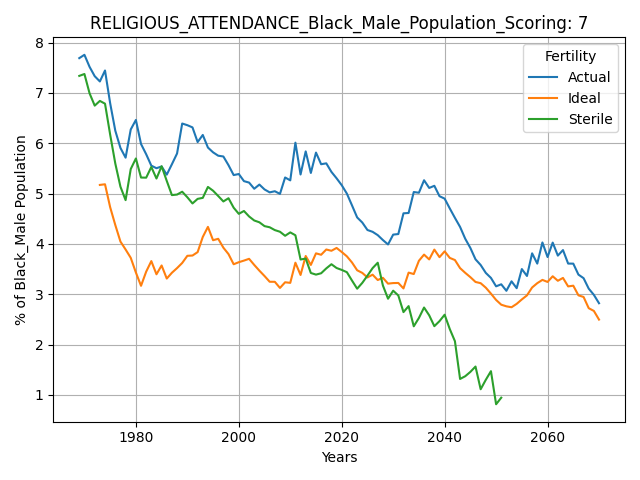 RELIGIOUS_ATTENDANCE_Black_Male_Population_Scoring: 7
% of Black_Male Population
8
7
6
5
4
3
2
1
Fertility
Actual
Ideal
Sterile
1980 2000 2020 2040 2060
Years